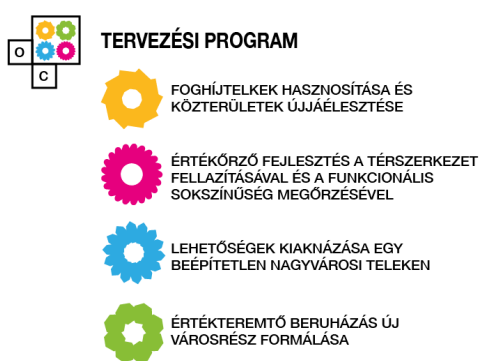 O
C
TERVEZÉSI PROGRAM
FOGHÍJTELKEK HASZNOSÍTÁSA ÉS
KÖZTERÜLETEK ÚJJÁÉLESZTÉSE
ÉRTÉKŐRZŐ FEJLESZTÉS A TÉRSZERKEZET
FELLAZÍTÁSÁVAL ÉS A FUNKCIONÁLIS
SOKSZÍNŰSÉG MEGŐRZÉSÉVEL
LEHETŐSÉGEK KIAKNÁZÁSA EGY
BEÉPÍTETLEN NAGYVÁROSI TELEKEN
ÉRTÉKTEREMTŐ BERUHÁZÁS ÚJ
VÁROSRÉSZ FORMÁLÁSA